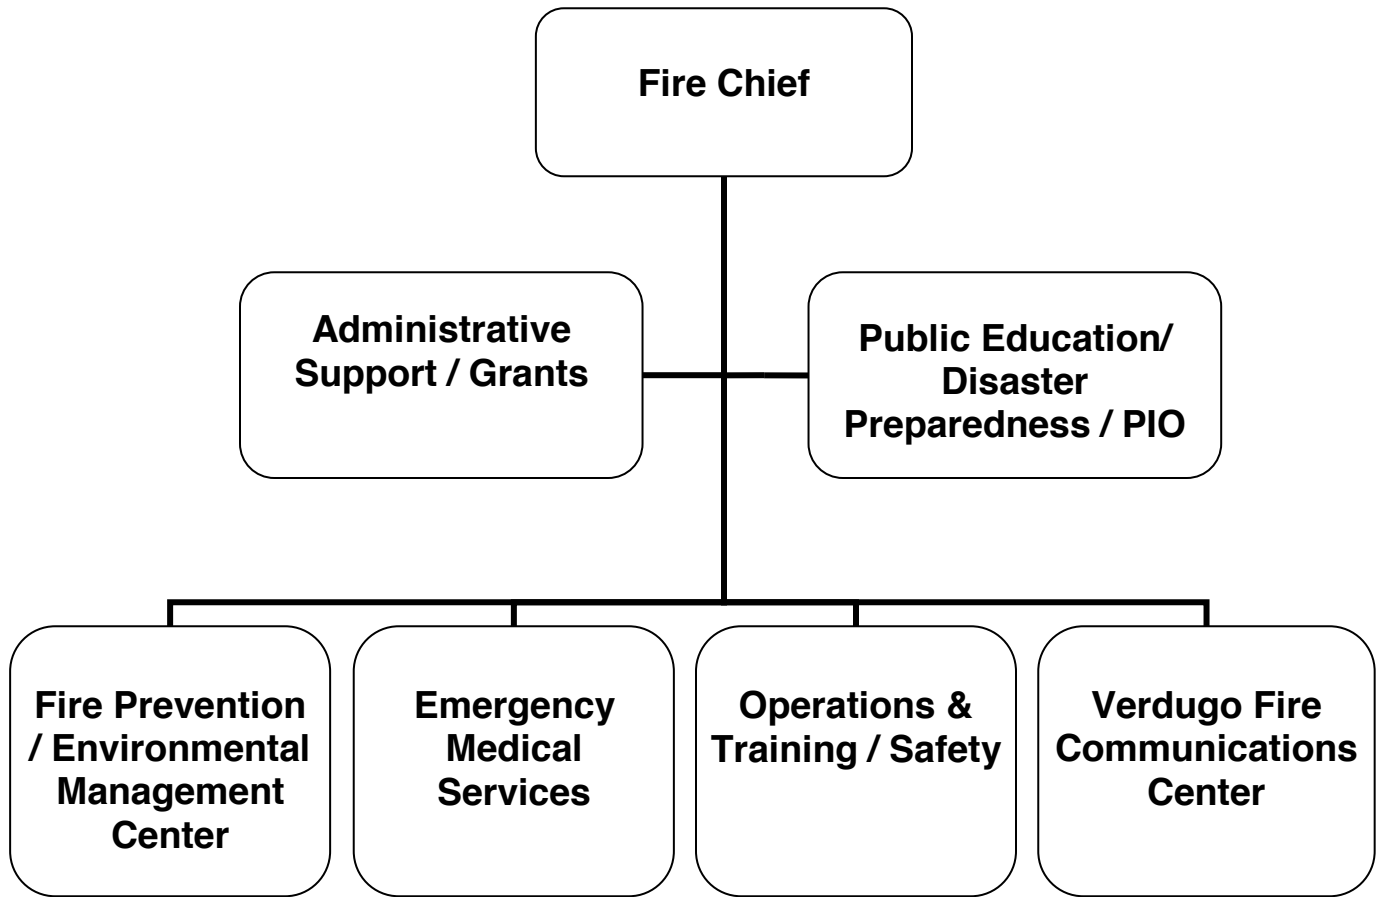 Fire Chief
Administrative
Support / Grants
Public Education/
Disaster
Preparedness / PIO
Fire Prevention
/ Environmental
Management
Center
Emergency
Medical
Services
Operations &
Training / Safety
Verdugo Fire
Communications
Center